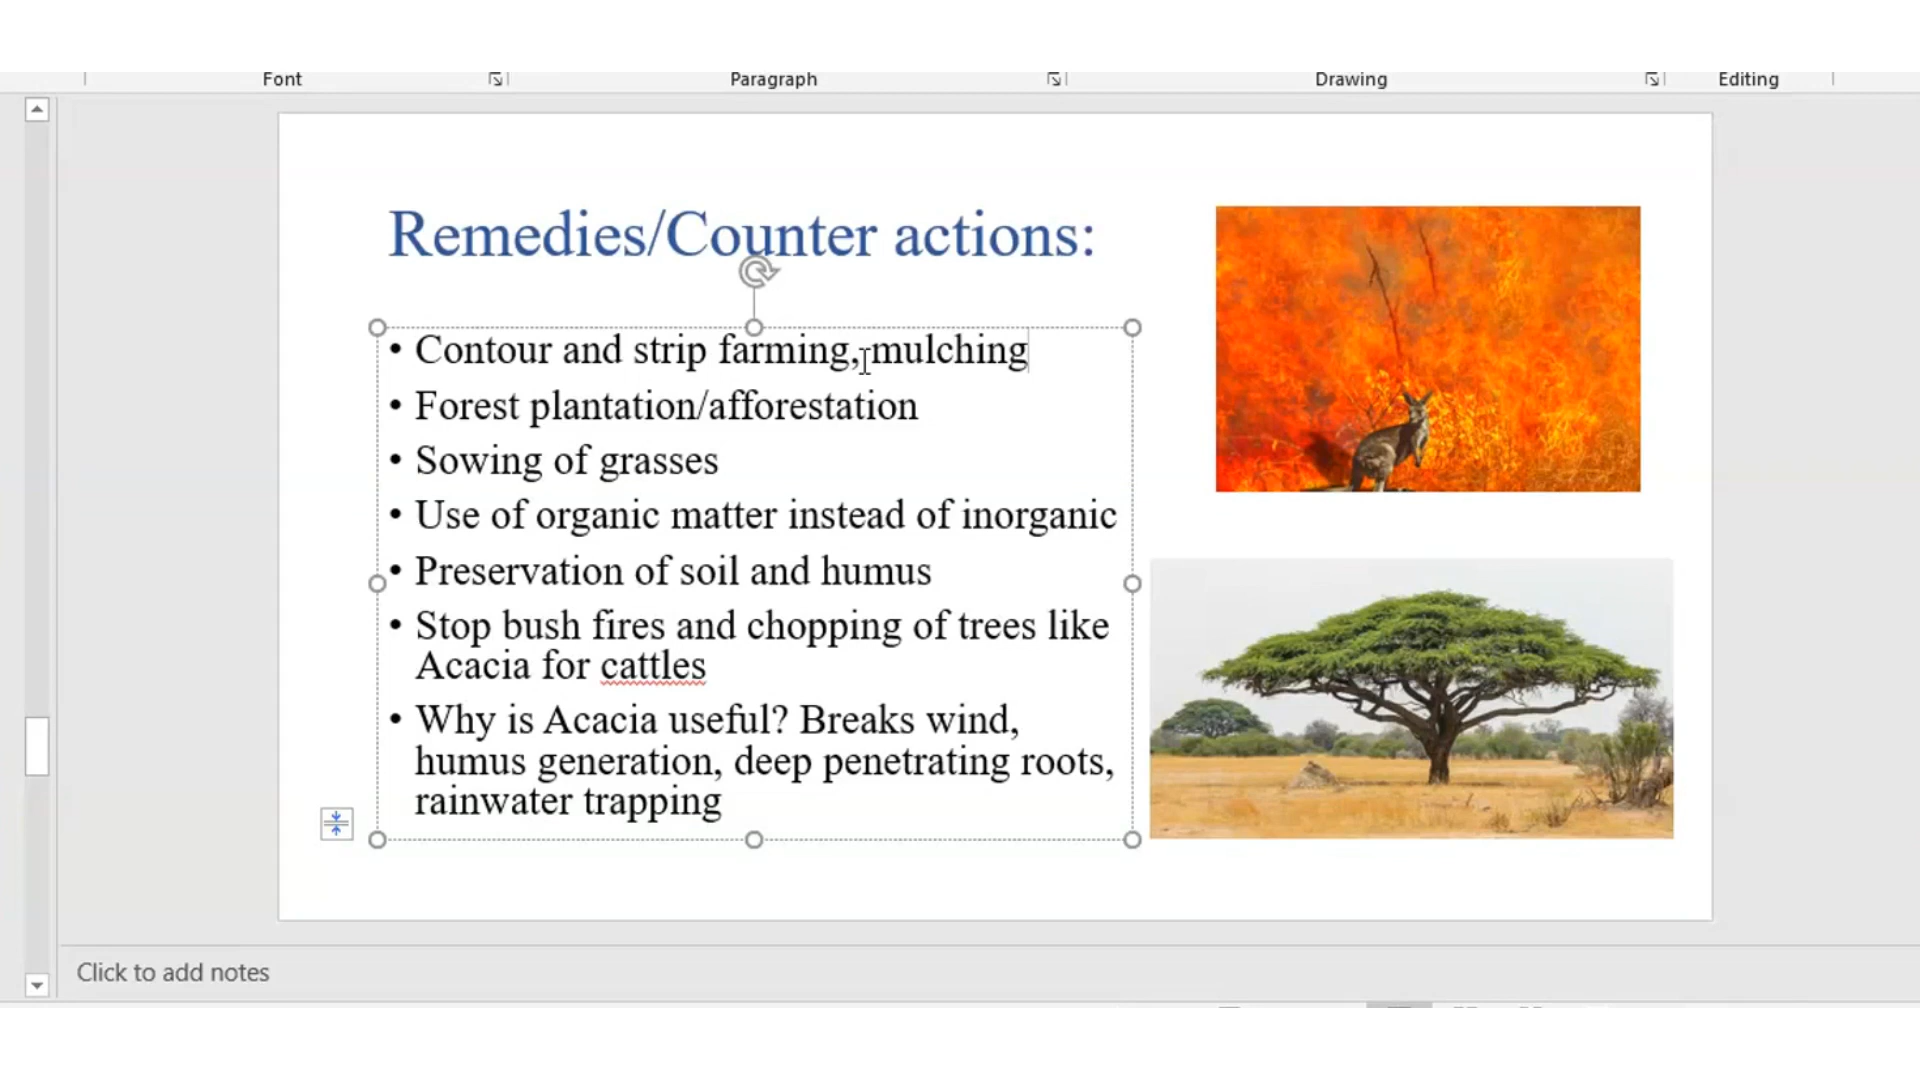 Font Paragraph Drawing Editing
Remedies/Counter actions:
• Contour and strip farming, mulching
• Forest plantation/afforestation
• Sowing of grasses
• Use of organic matter instead of inorganic
• Preservation of soil and humus
• Stop bush fires and chopping of trees like
Acacia for cattles
• Why is Acacia useful? Breaks wind,
humus generation, deep penetrating roots,
rainwater trapping
Click to add notes